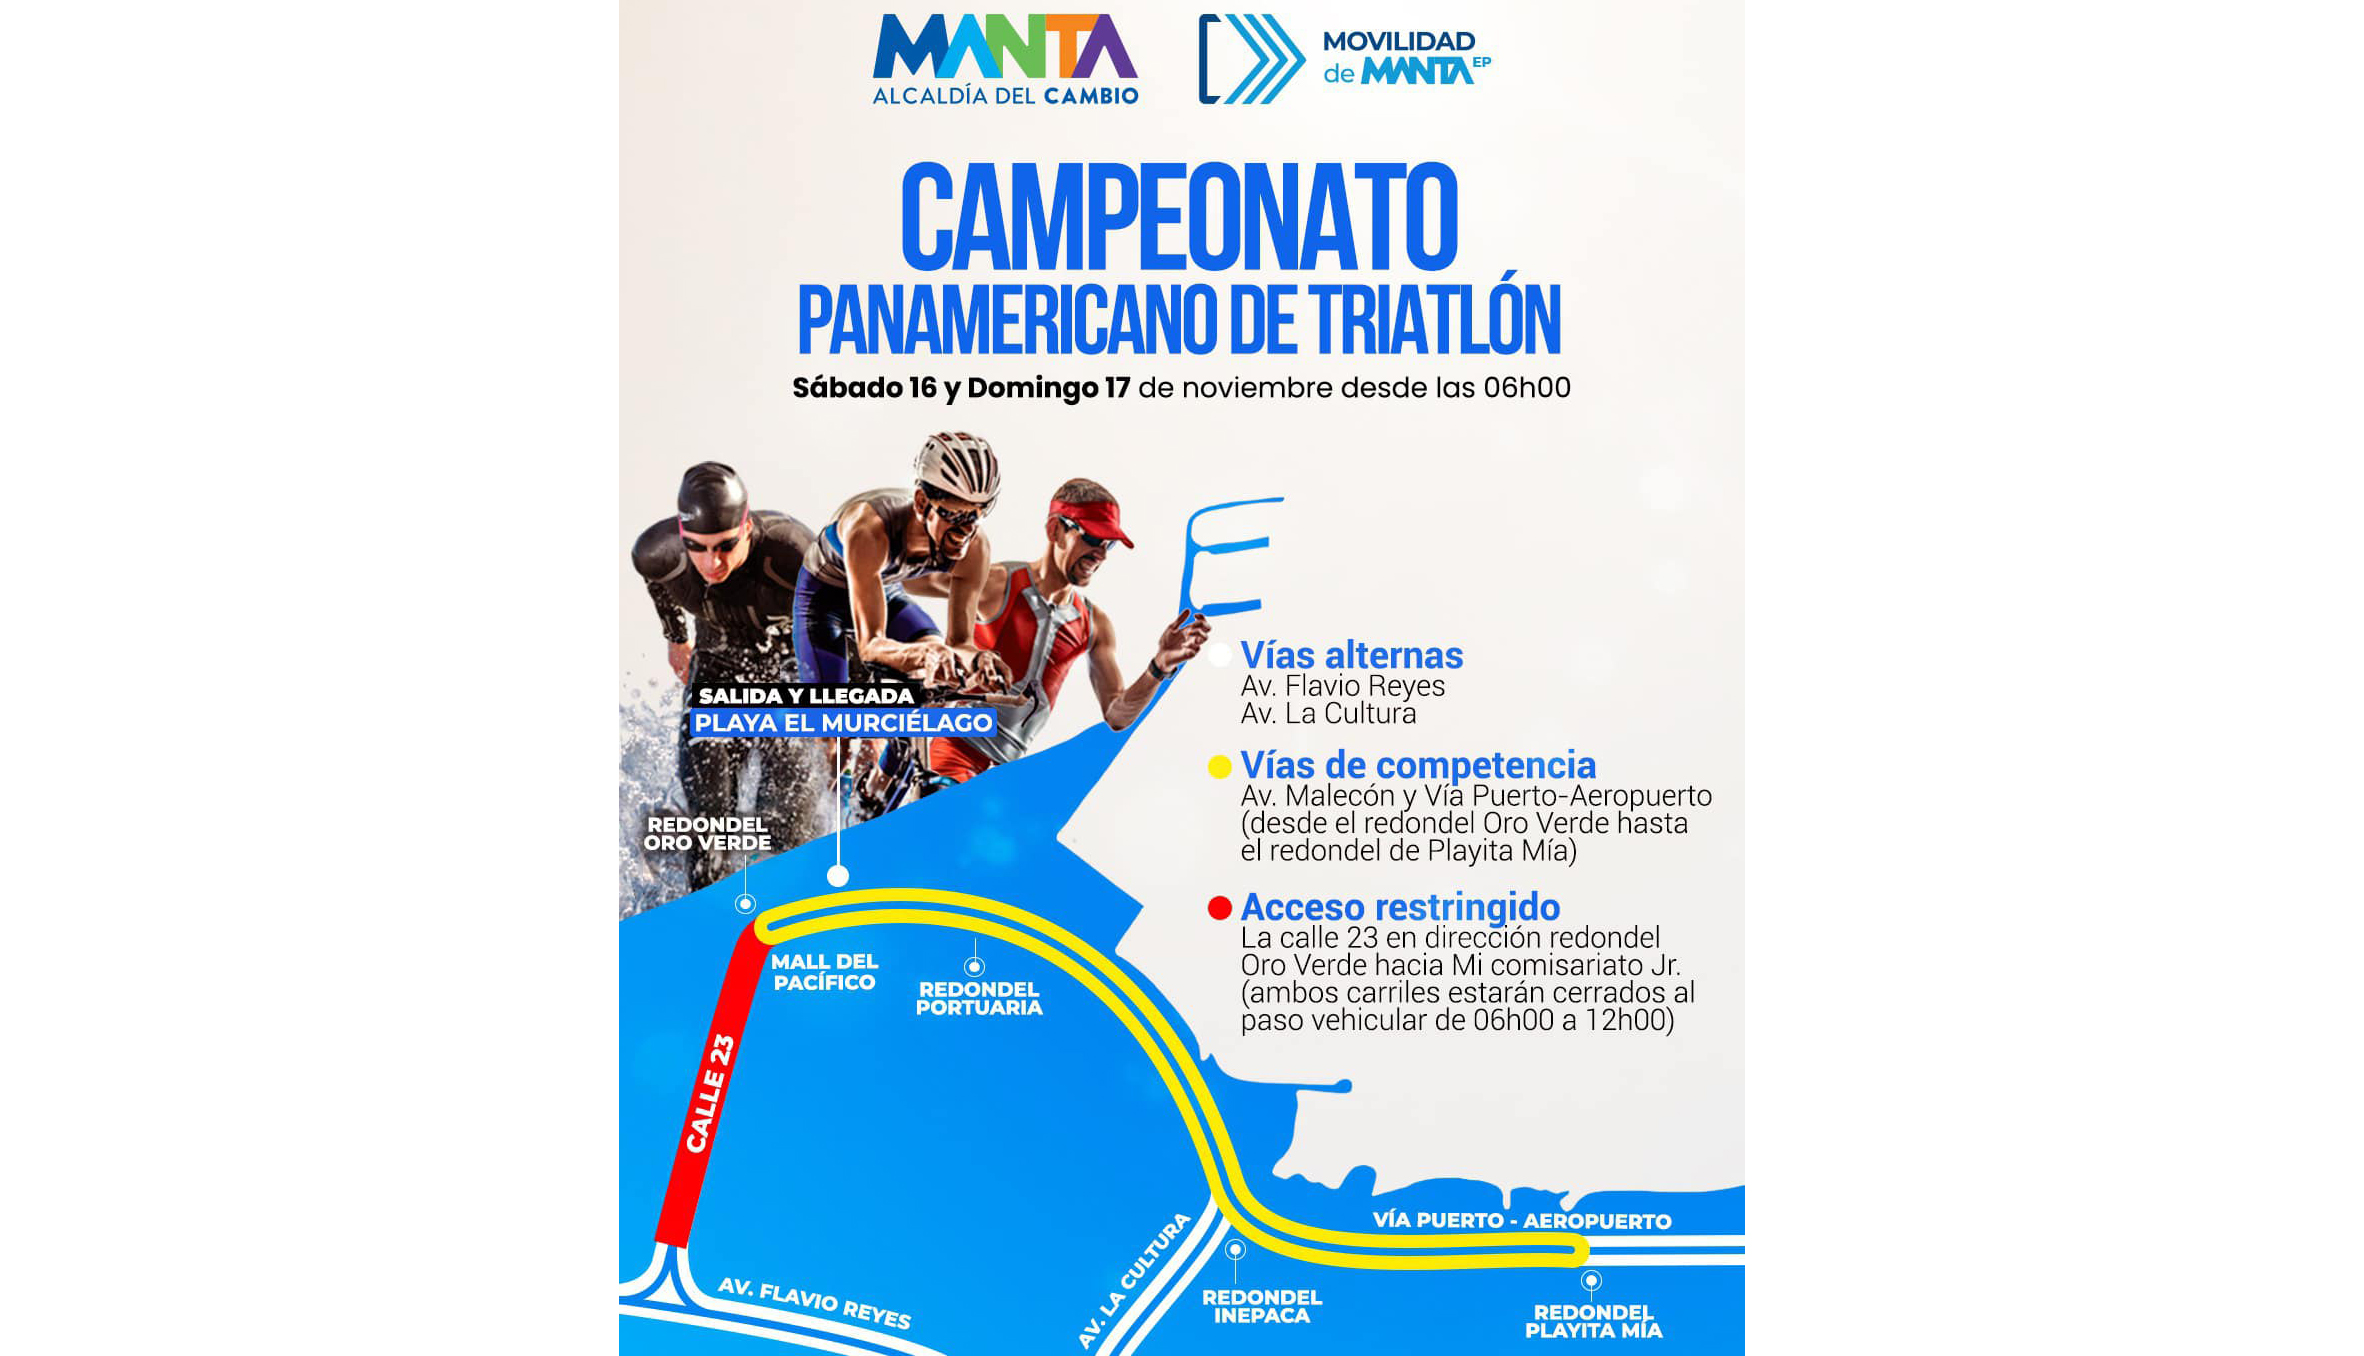 MANTA
ALCALDÍA DEL CAMBIO
MOVILIDAD
de MANTA EP
CAMPEONATO
PANAMERICANO DE TRIATLÓN
Sábado 16 y Domingo 17 de noviembre desde las 06h00
SALIDA Y LLEGADA
PLAYA EL MURCIÉLAGO
REDONDEL
ORO VERDE
Vías alternas
Av. Flavio Reyes
Av. La Cultura
Vías de competencia
Av. Malecón y Vía Puerto-Aeropuerto
(desde el redondel Oro Verde hasta
el redondel de Playita Mía)
Acceso restringido
La calle 23 en dirección redondel
Oro Verde hacia Mi comisariato Jr.
(ambos carriles estarán cerrados al
paso vehicular de 06h00 a 12h00)
MALL DEL
PACÍFICO
REDONDEL
PORTUARIA
CALLE 23
AV. FLAVIO REYES
AV. LA CULTURA
REDONDEL
INEPACA
VÍA PUERTO - AEROPUERTO
REDONDEL
PLAYITA MÍA